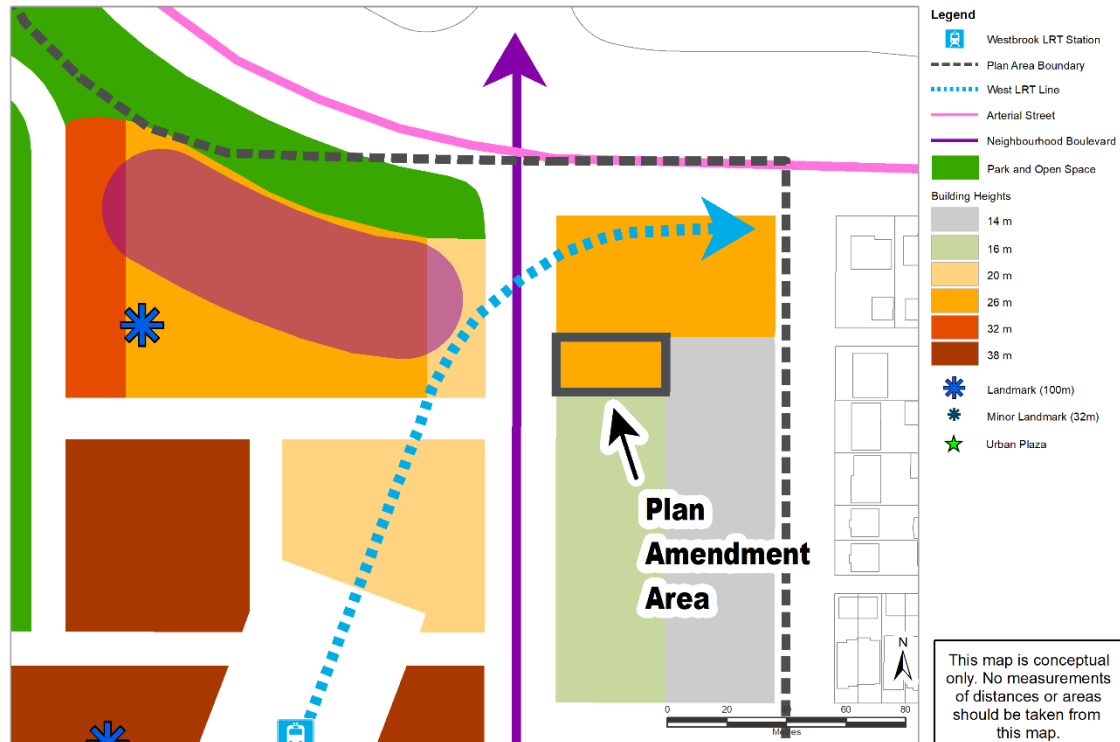 Legend
Westbrook LRT Station
Plan Area Boundary
West LRT Line
Arterial Street
Neighbourhood Boulevard
Park and Open Space
Building Heights
14 m
16 m
20 m
26 m
32 m
38 m
Landmark (100m)
Minor Landmark (32m)
Urban Plaza
Plan
Amendment
Area
N
0 20 40 60 80
Metres
This map is conceptual
only. No measurements
of distances or areas
should be taken from
this map.